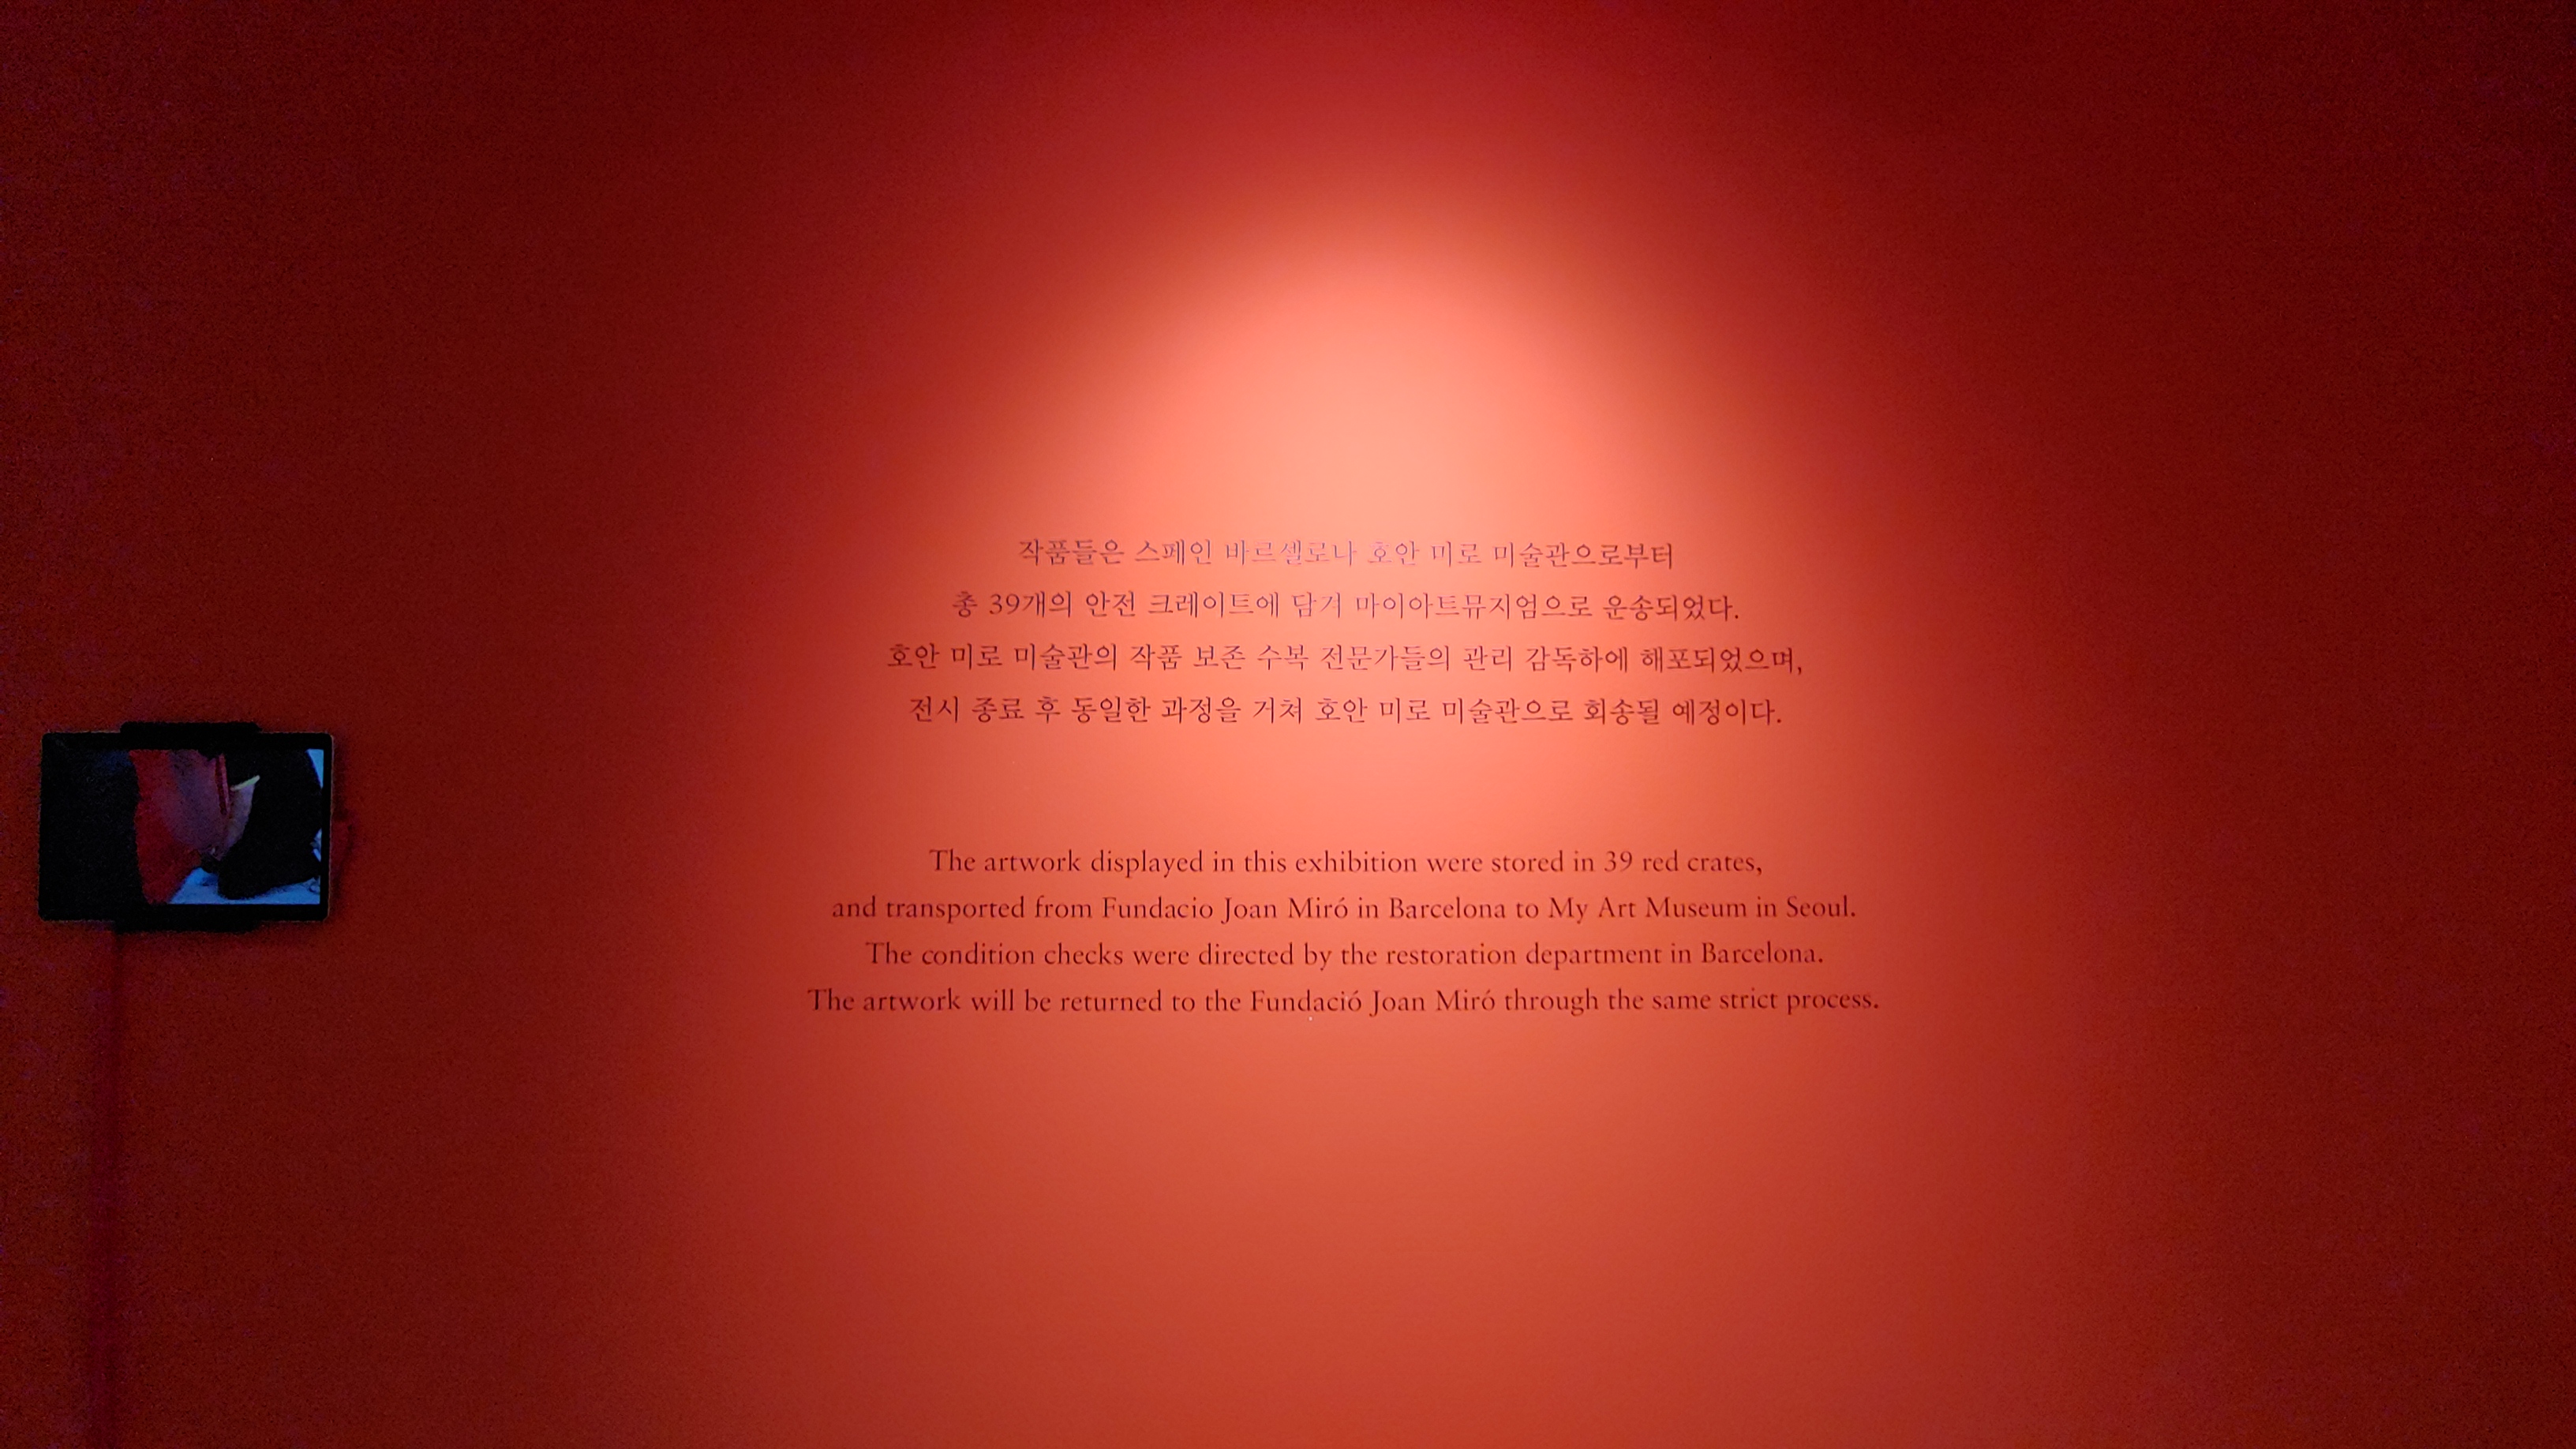 작품들은 스페인 바르셀로나 호안 미로 미술관으로부터
총 39개의 안전 크레이트에 담겨 마이아트뮤지엄으로 운송되었다.
호안 미로 미술관의 작품 보존 수복 전문가들의 관리 감독하에 해포되었으며,
전시 종료 후 동일한 과정을 거쳐 호안 미로 미술관으로 회송될 예정이다.
The artwork displayed in this exhibition were stored in 39 red crates,
and transported from Fundacio Joan Miró in Barcelona to My Art Museum in Seoul.
The condition checks were directed by the restoration department in Barcelona.
The artwork will be returned to the Fundació Joan Miró through the same strict process.